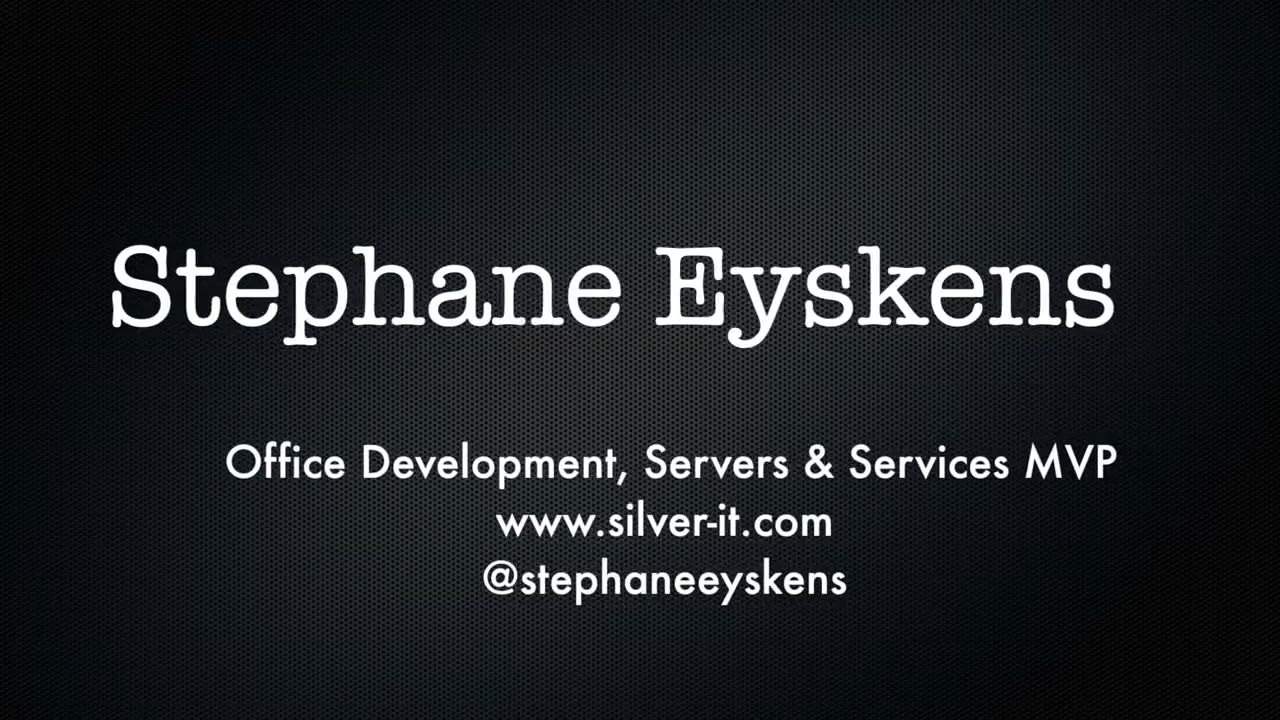 Stephane Eyskens
Office Development, Servers & Services MVP
www.silver-it.com
@stephaneeyskens